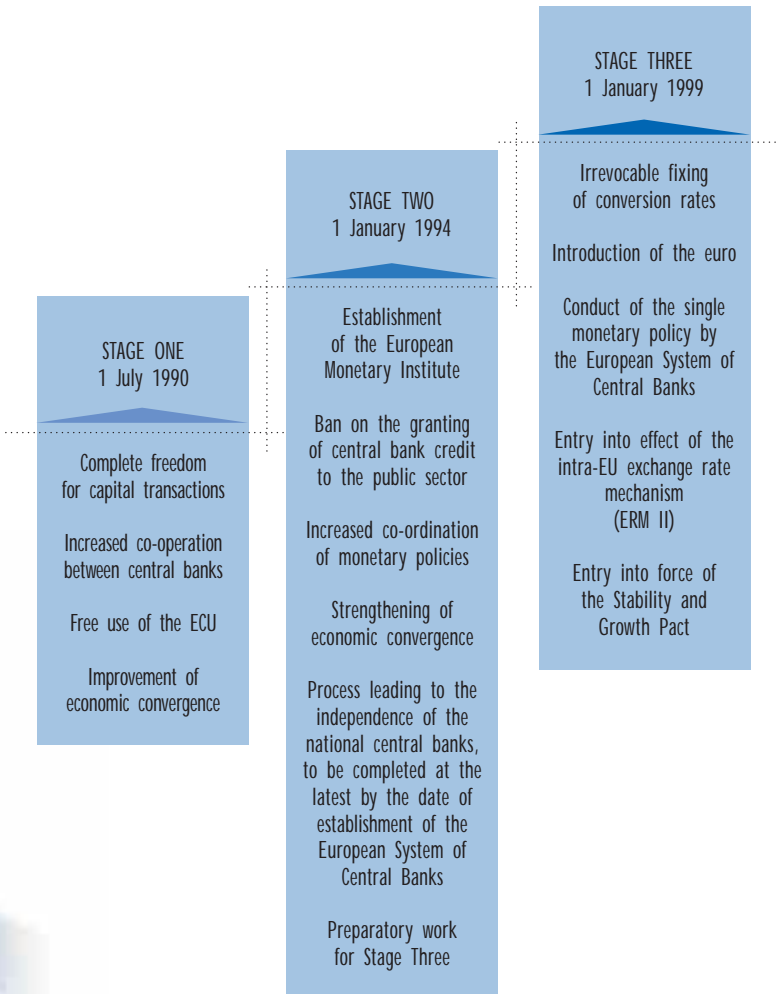 STAGE ONE
1 July 1990
Complete freedom
for capital transactions
Increased co-operation
between central banks
Free use of the ECU
Improvement of
economic convergence
STAGE TWO
1 January 1994
Establishment
of the European
Monetary Institute
Ban on the granting
of central bank credit
to the public sector
Increased co-ordination
of monetary policies
Strengthening of
economic convergence
Process leading to the
independence of the
national central banks,
to be completed at the
latest by the date of
establishment of the
European System of
Central Banks
Preparatory work
for Stage Three
STAGE THREE
1 January 1999
Irrevocable fixing
of conversion rates
Introduction of the euro
Conduct of the single
monetary policy by
the European System of
Central Banks
Entry into effect of the
intra-EU exchange rate
mechanism
(ERM II)
Entry into force of
the Stability and
Growth Pact